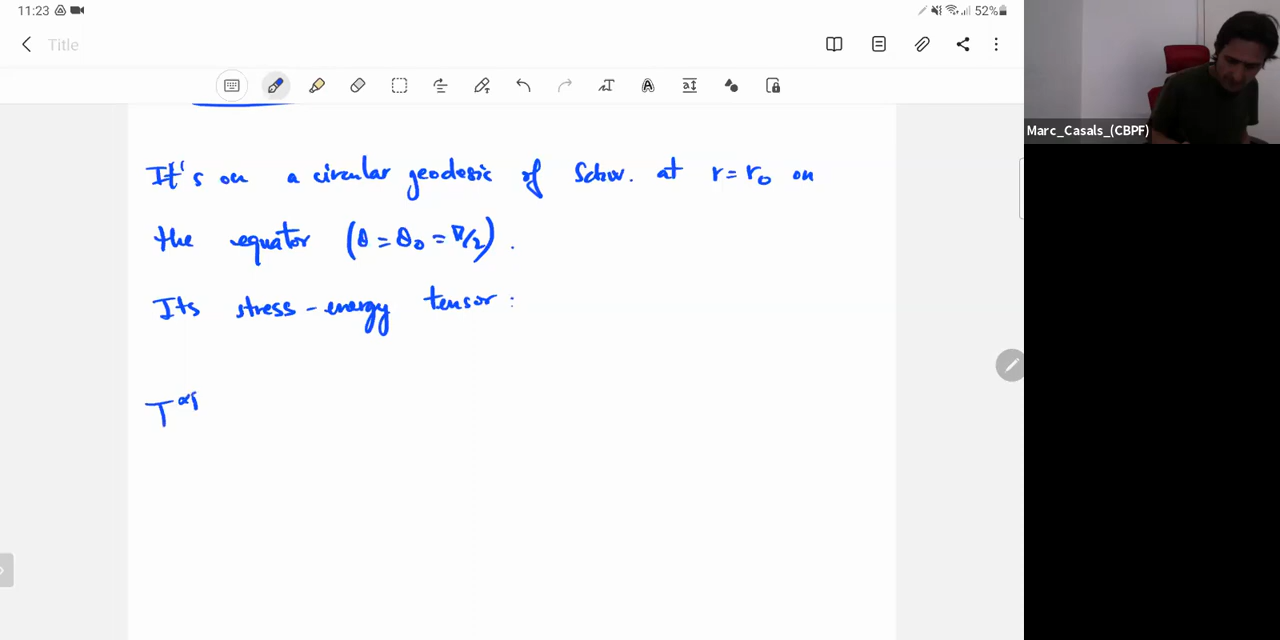 11:23
52%
Title
Marc_Casals_(CBPF)
It's on a circular geodesic of Schw. at r = r₀ on
the equator (θ = θ₀ = π/2).
Its stress-energy tensor :